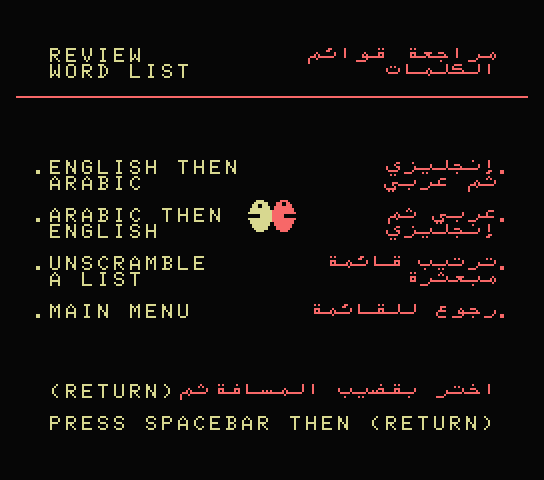 REVIEW مراجعة قوائم
WORD LIST الكلمات
.ENGLISH THEN إنجليزي.
ARABIC ثم عربي
.ARABIC THEN عربي ثم.
ENGLISH إنجليزي
.UNSCRAMBLE ترتيب قائمة.
A LIST مبعثرة
.MAIN MENU رجوع للقائمة.
(RETURN) اختر بقضيب المسافة ثم
PRESS SPACEBAR THEN (RETURN)